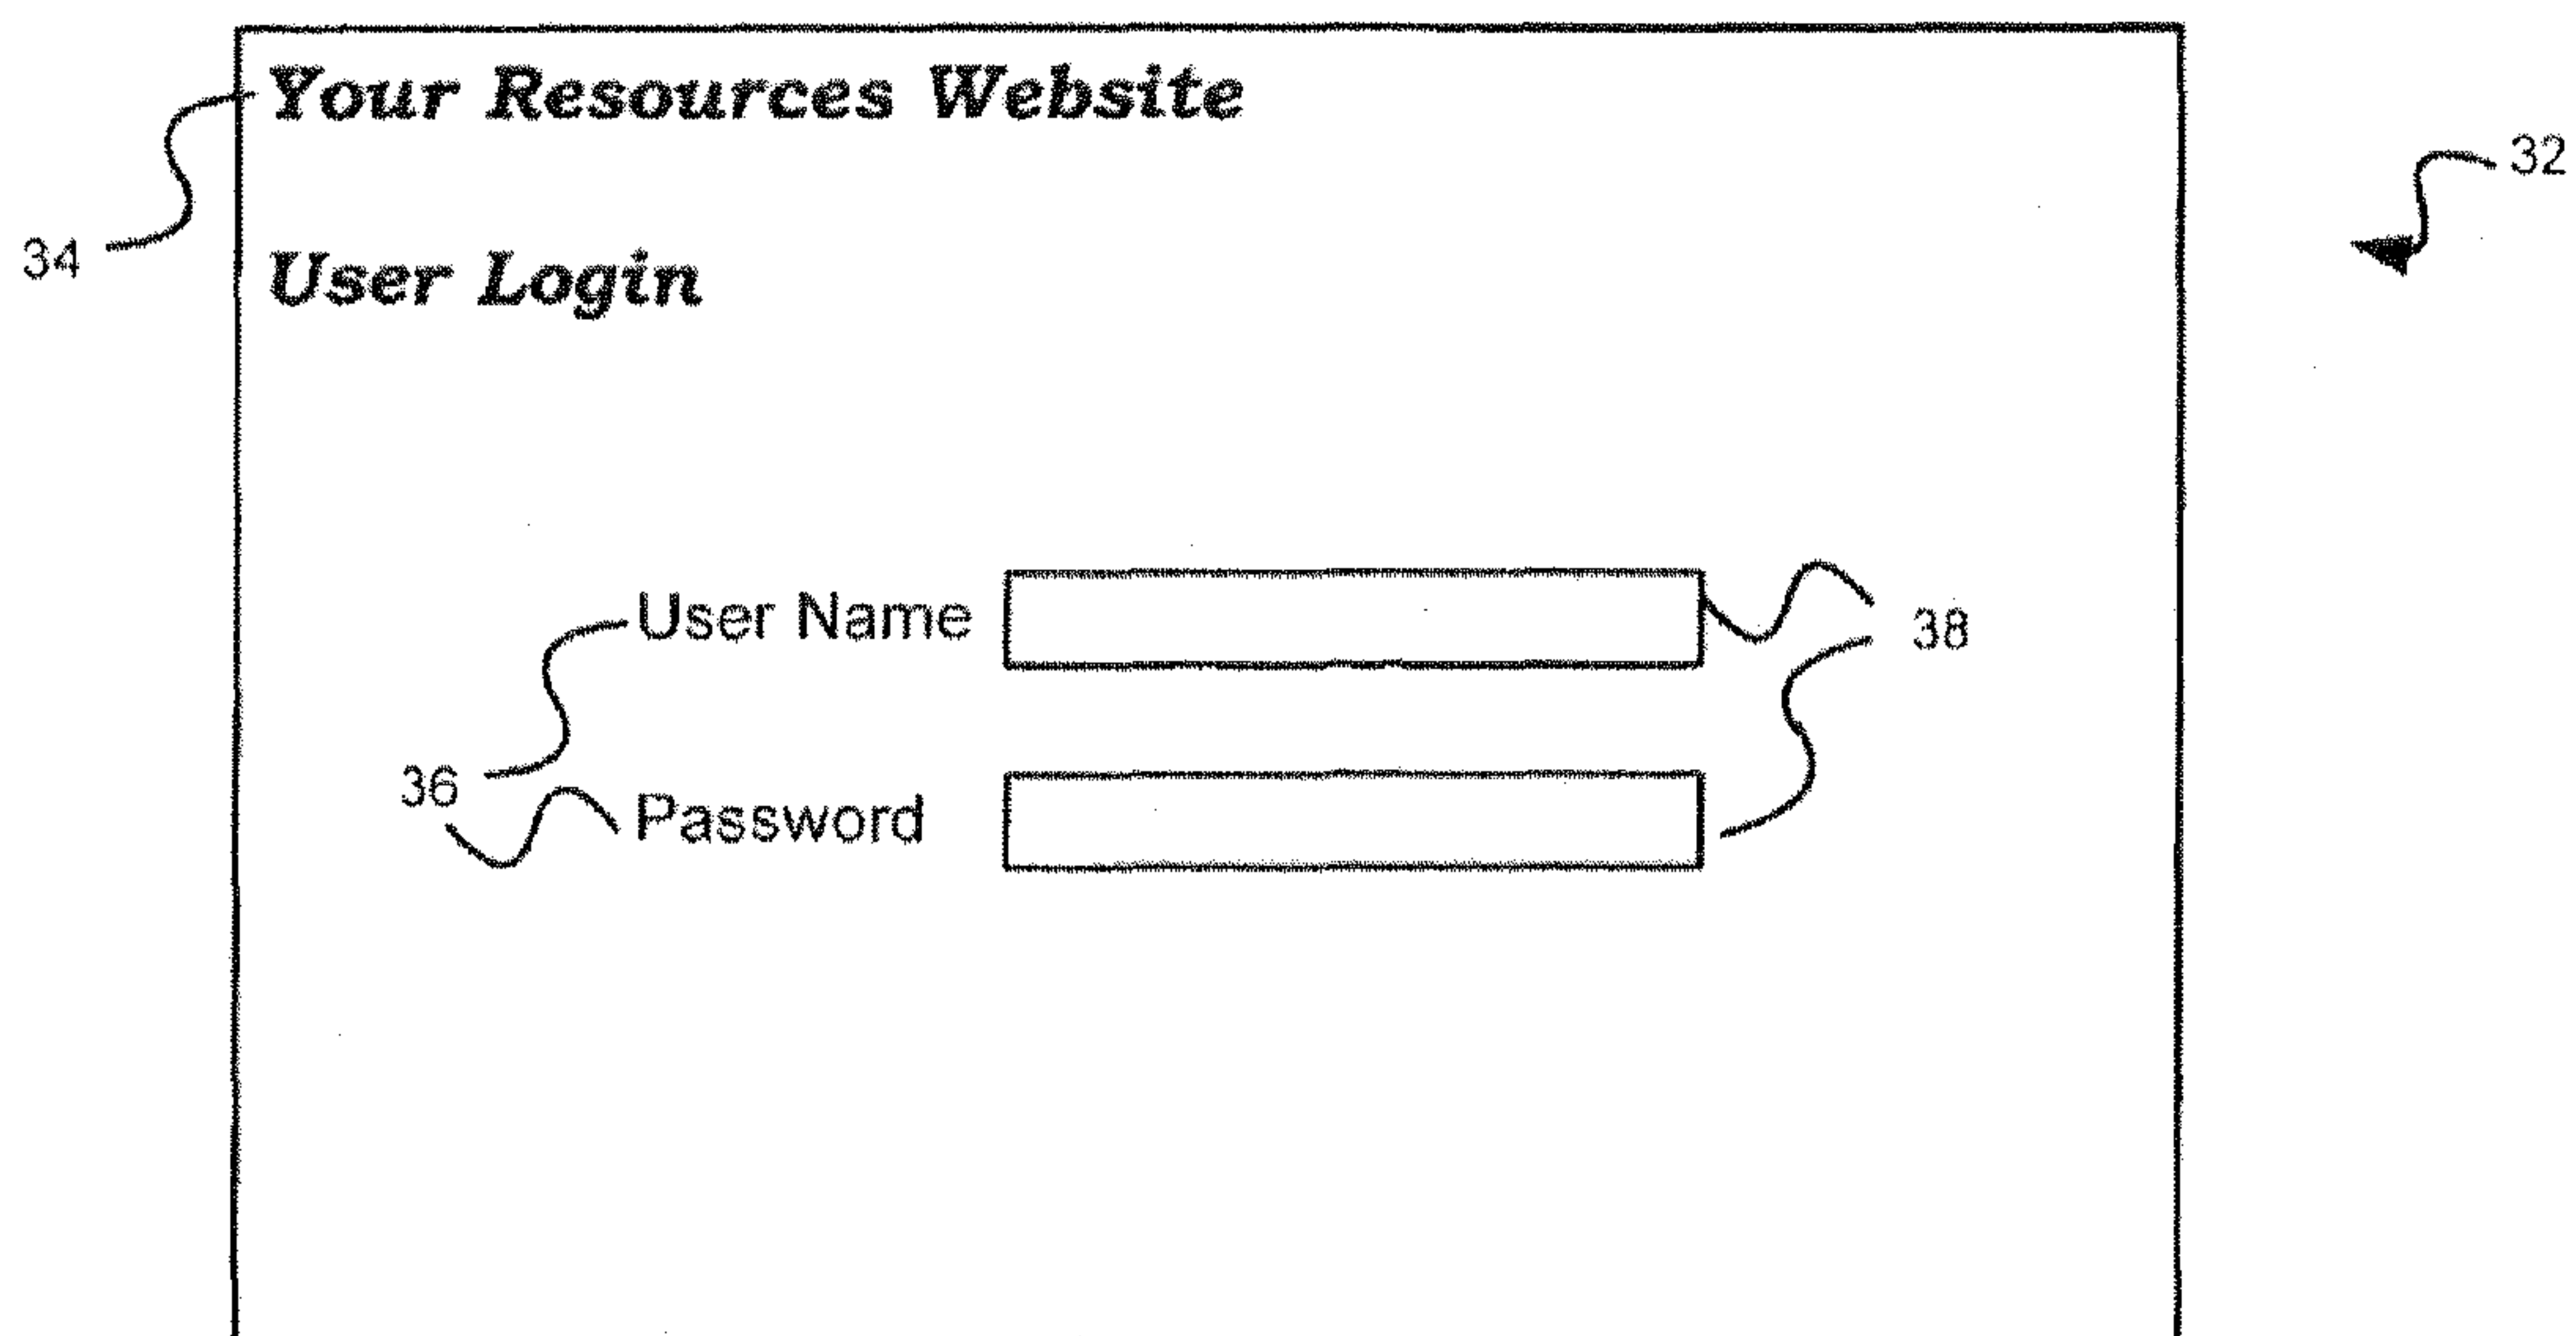 Your Resources Website
32
34
User Login
User Name
38
36
Password